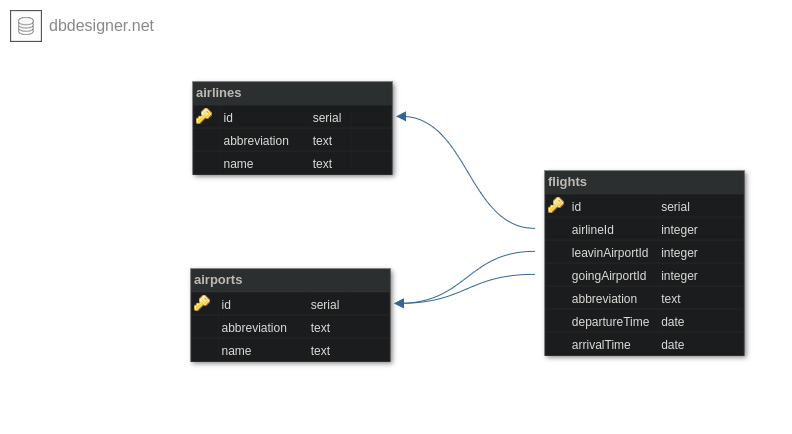 dbdesigner.net
airlines
id serial
abbreviation text
name text
flights
id serial
airlineId integer
leavinAirportId integer
goingAirportId integer
abbreviation text
departureTime date
arrivalTime date
airports
id serial
abbreviation text
name text